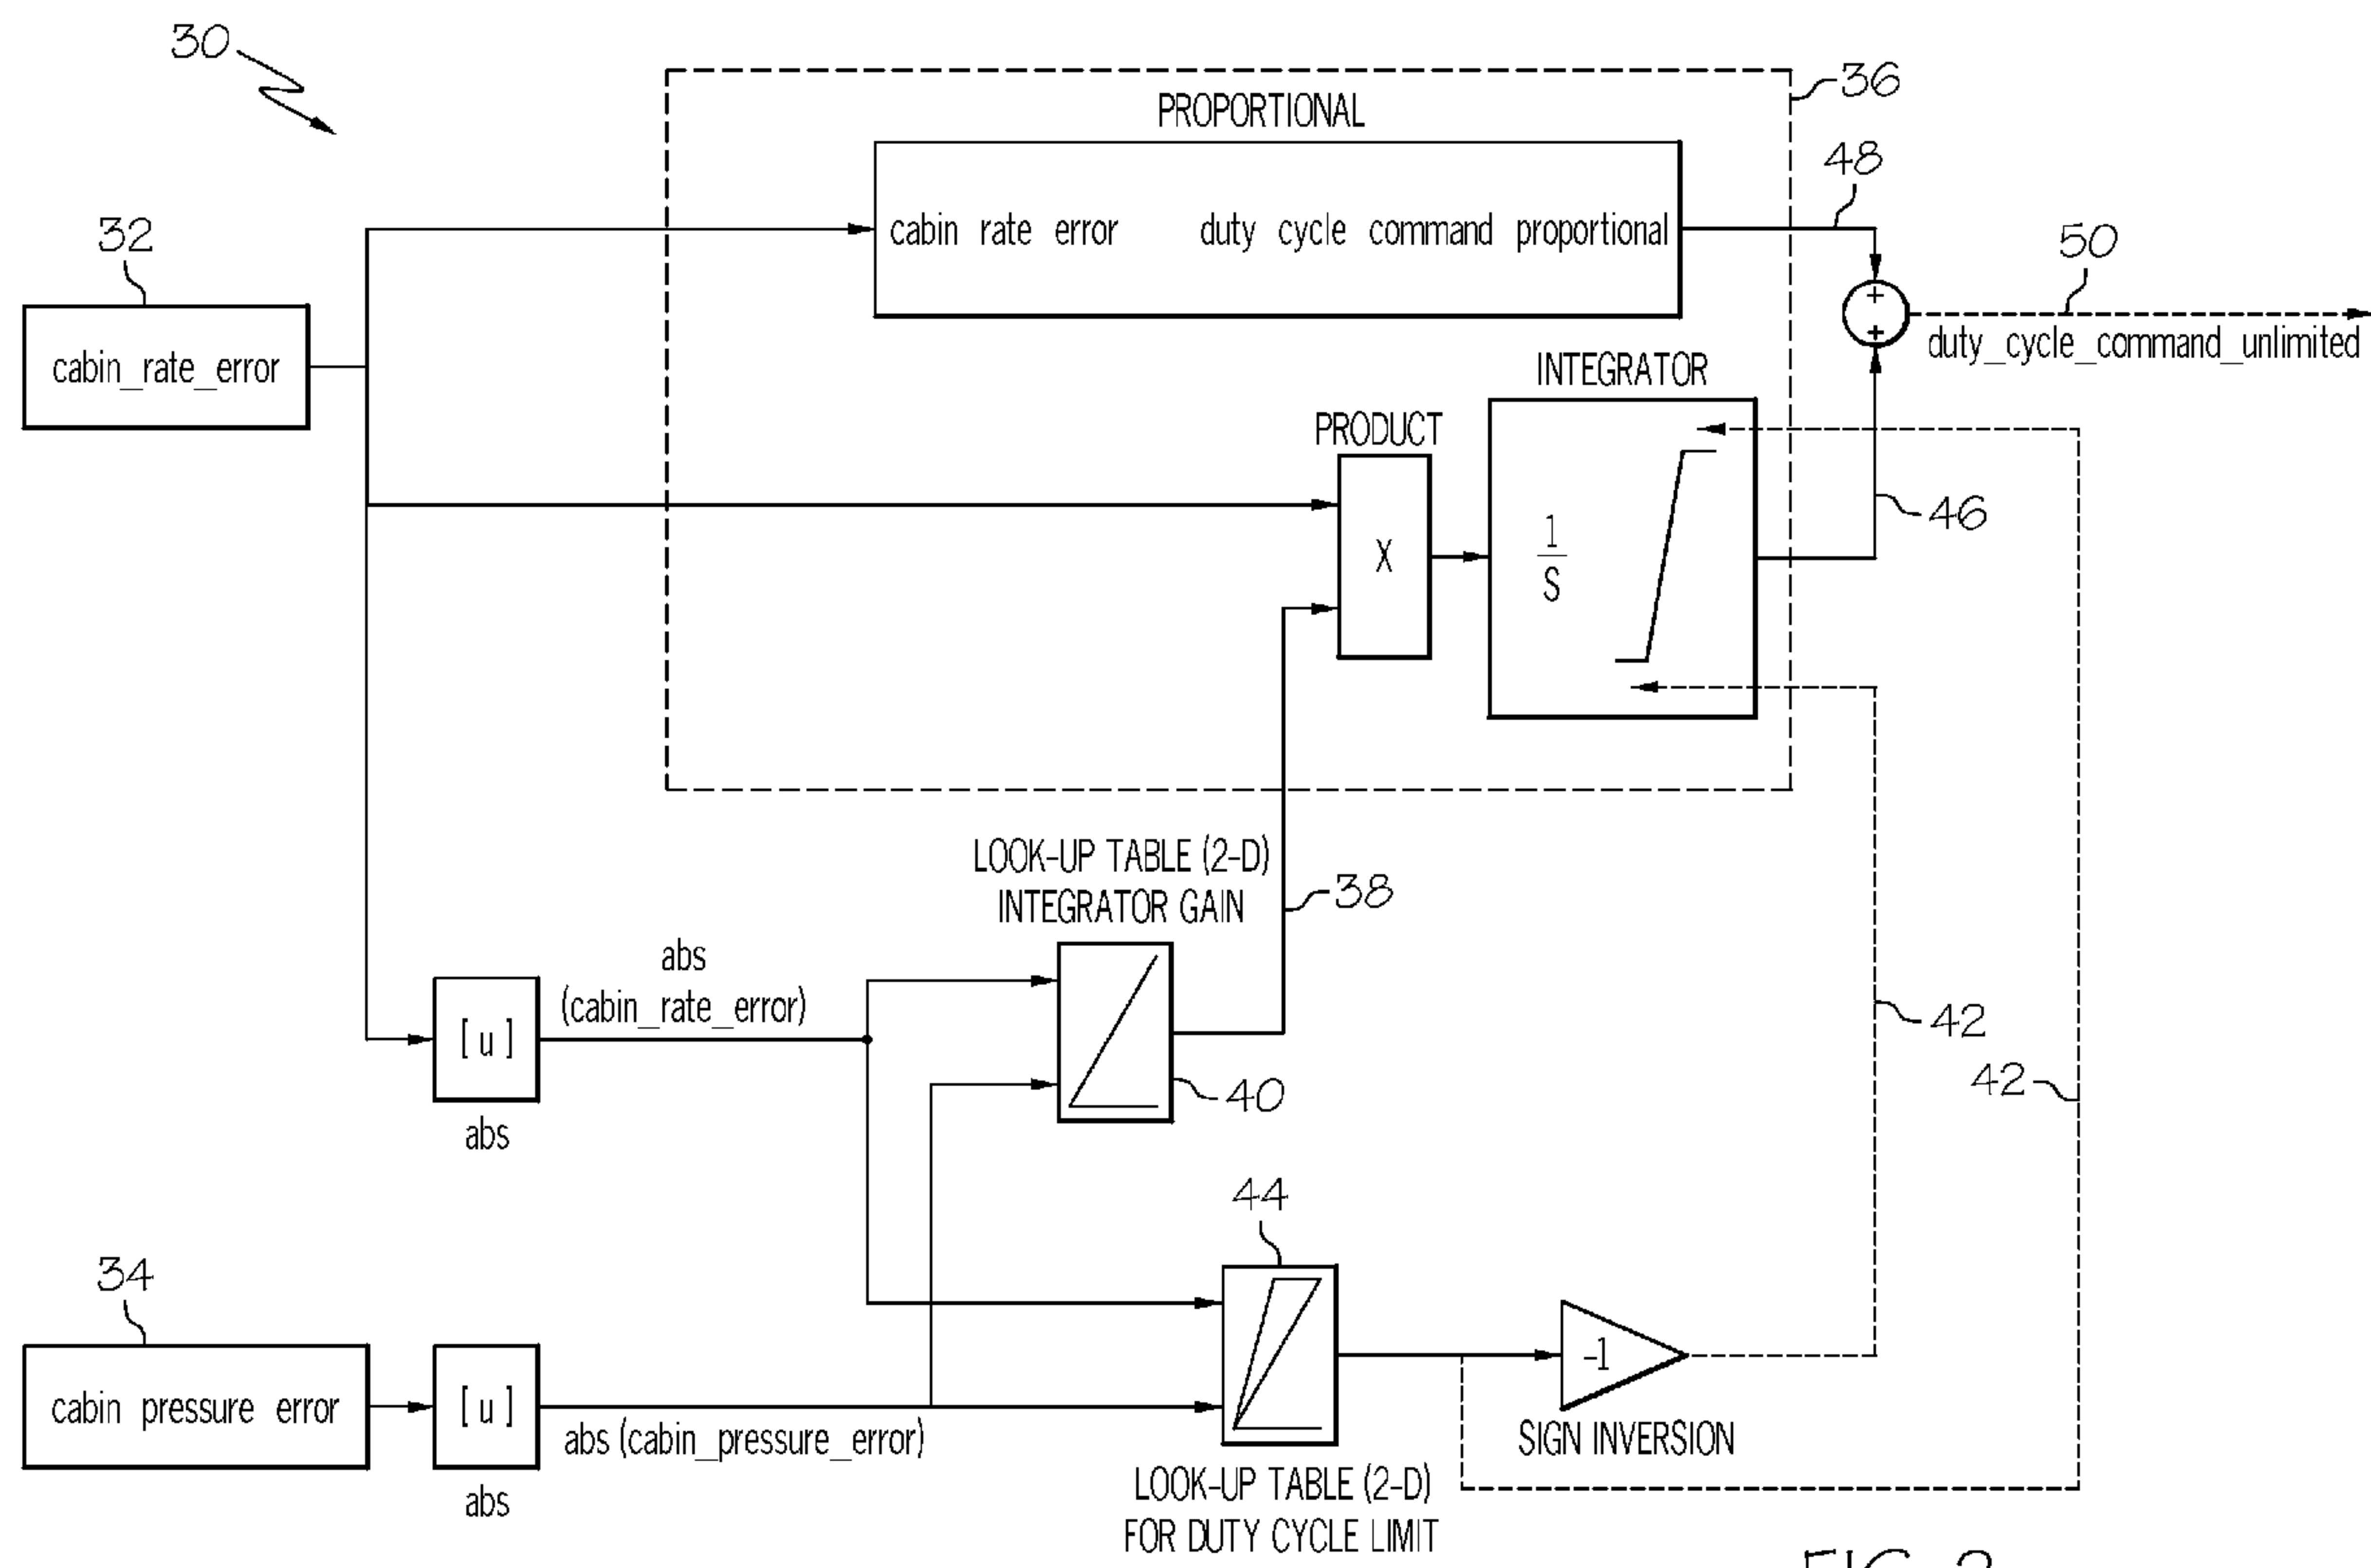 30
36
PROPORTIONAL
48
cabin rate error duty cycle command proportional
32
50
+
+
duty_cycle_command_unlimited
cabin_rate_error
INTEGRATOR
PRODUCT
46
X
1
S
LOOK-UP TABLE (2-D)
INTEGRATOR GAIN
38
abs
(cabin_rate_error)
[u]
abs
40
42
42
44
34
cabin pressure error
[u]
abs
abs (cabin_pressure_error)
-1
SIGN INVERSION
LOOK-UP TABLE (2-D)
FOR DUTY CYCLE LIMIT